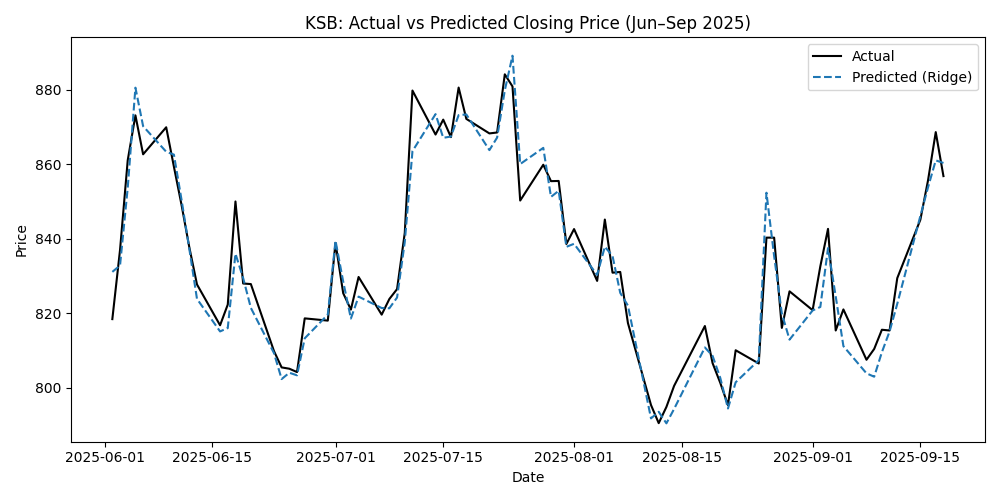 KSB: Actual vs Predicted Closing Price (Jun–Sep 2025)
Actual
Predicted (Ridge)
Price
880
860
840
820
800
2025-06-01
2025-06-15
2025-07-01
2025-07-15
2025-08-01
2025-08-15
2025-09-01
2025-09-15
Date